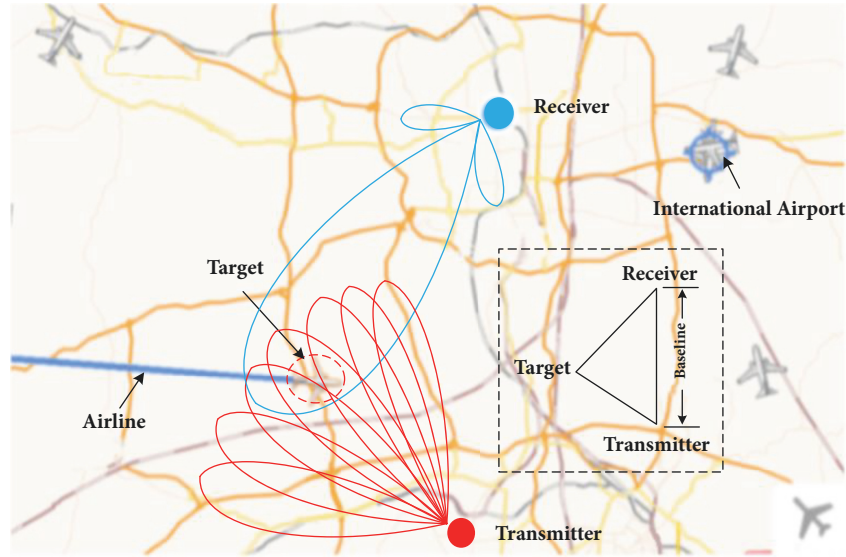 Receiver
International Airport
Target
Receiver
Baseline
Target
Transmitter
Airline
Transmitter